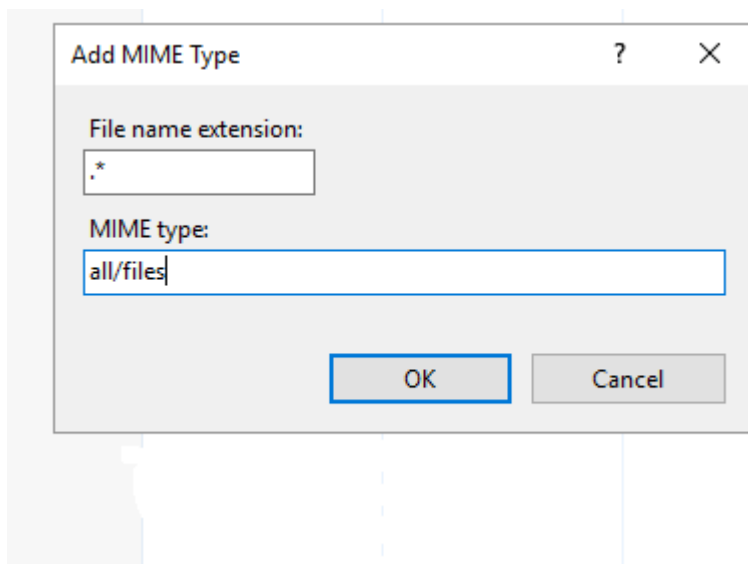 Add MIME Type
File name extension:
.*
MIME type:
all/files
OK Cancel